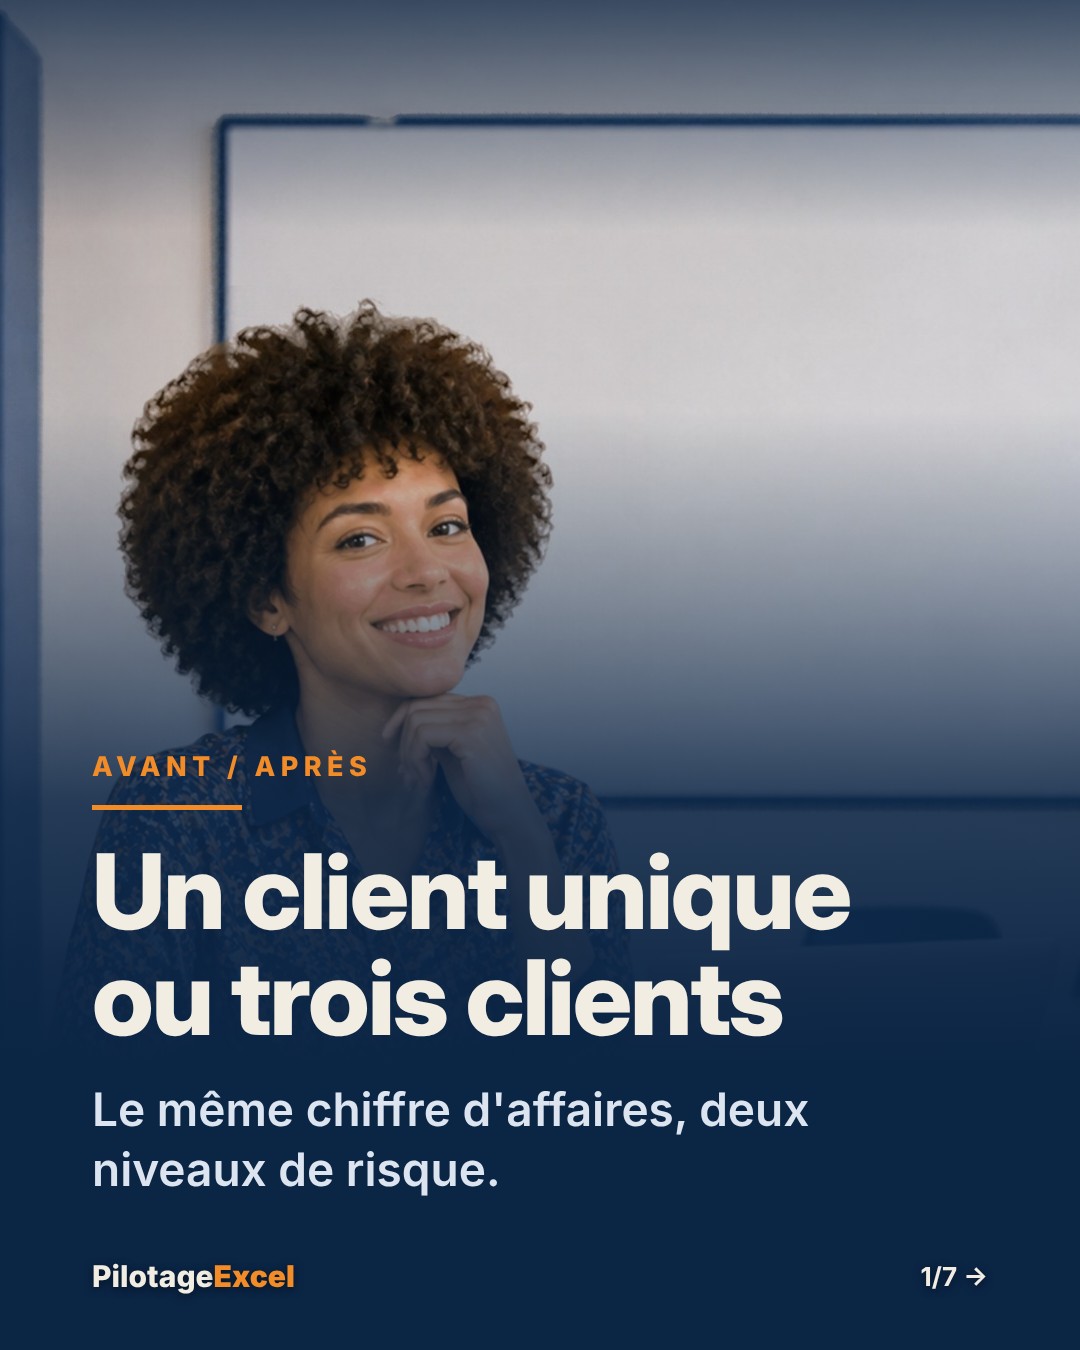 AVANT / APRÈS
Un client unique
ou trois clients
Le même chiffre d'affaires, deux
niveaux de risque.
PilotageExcel
1/7 →